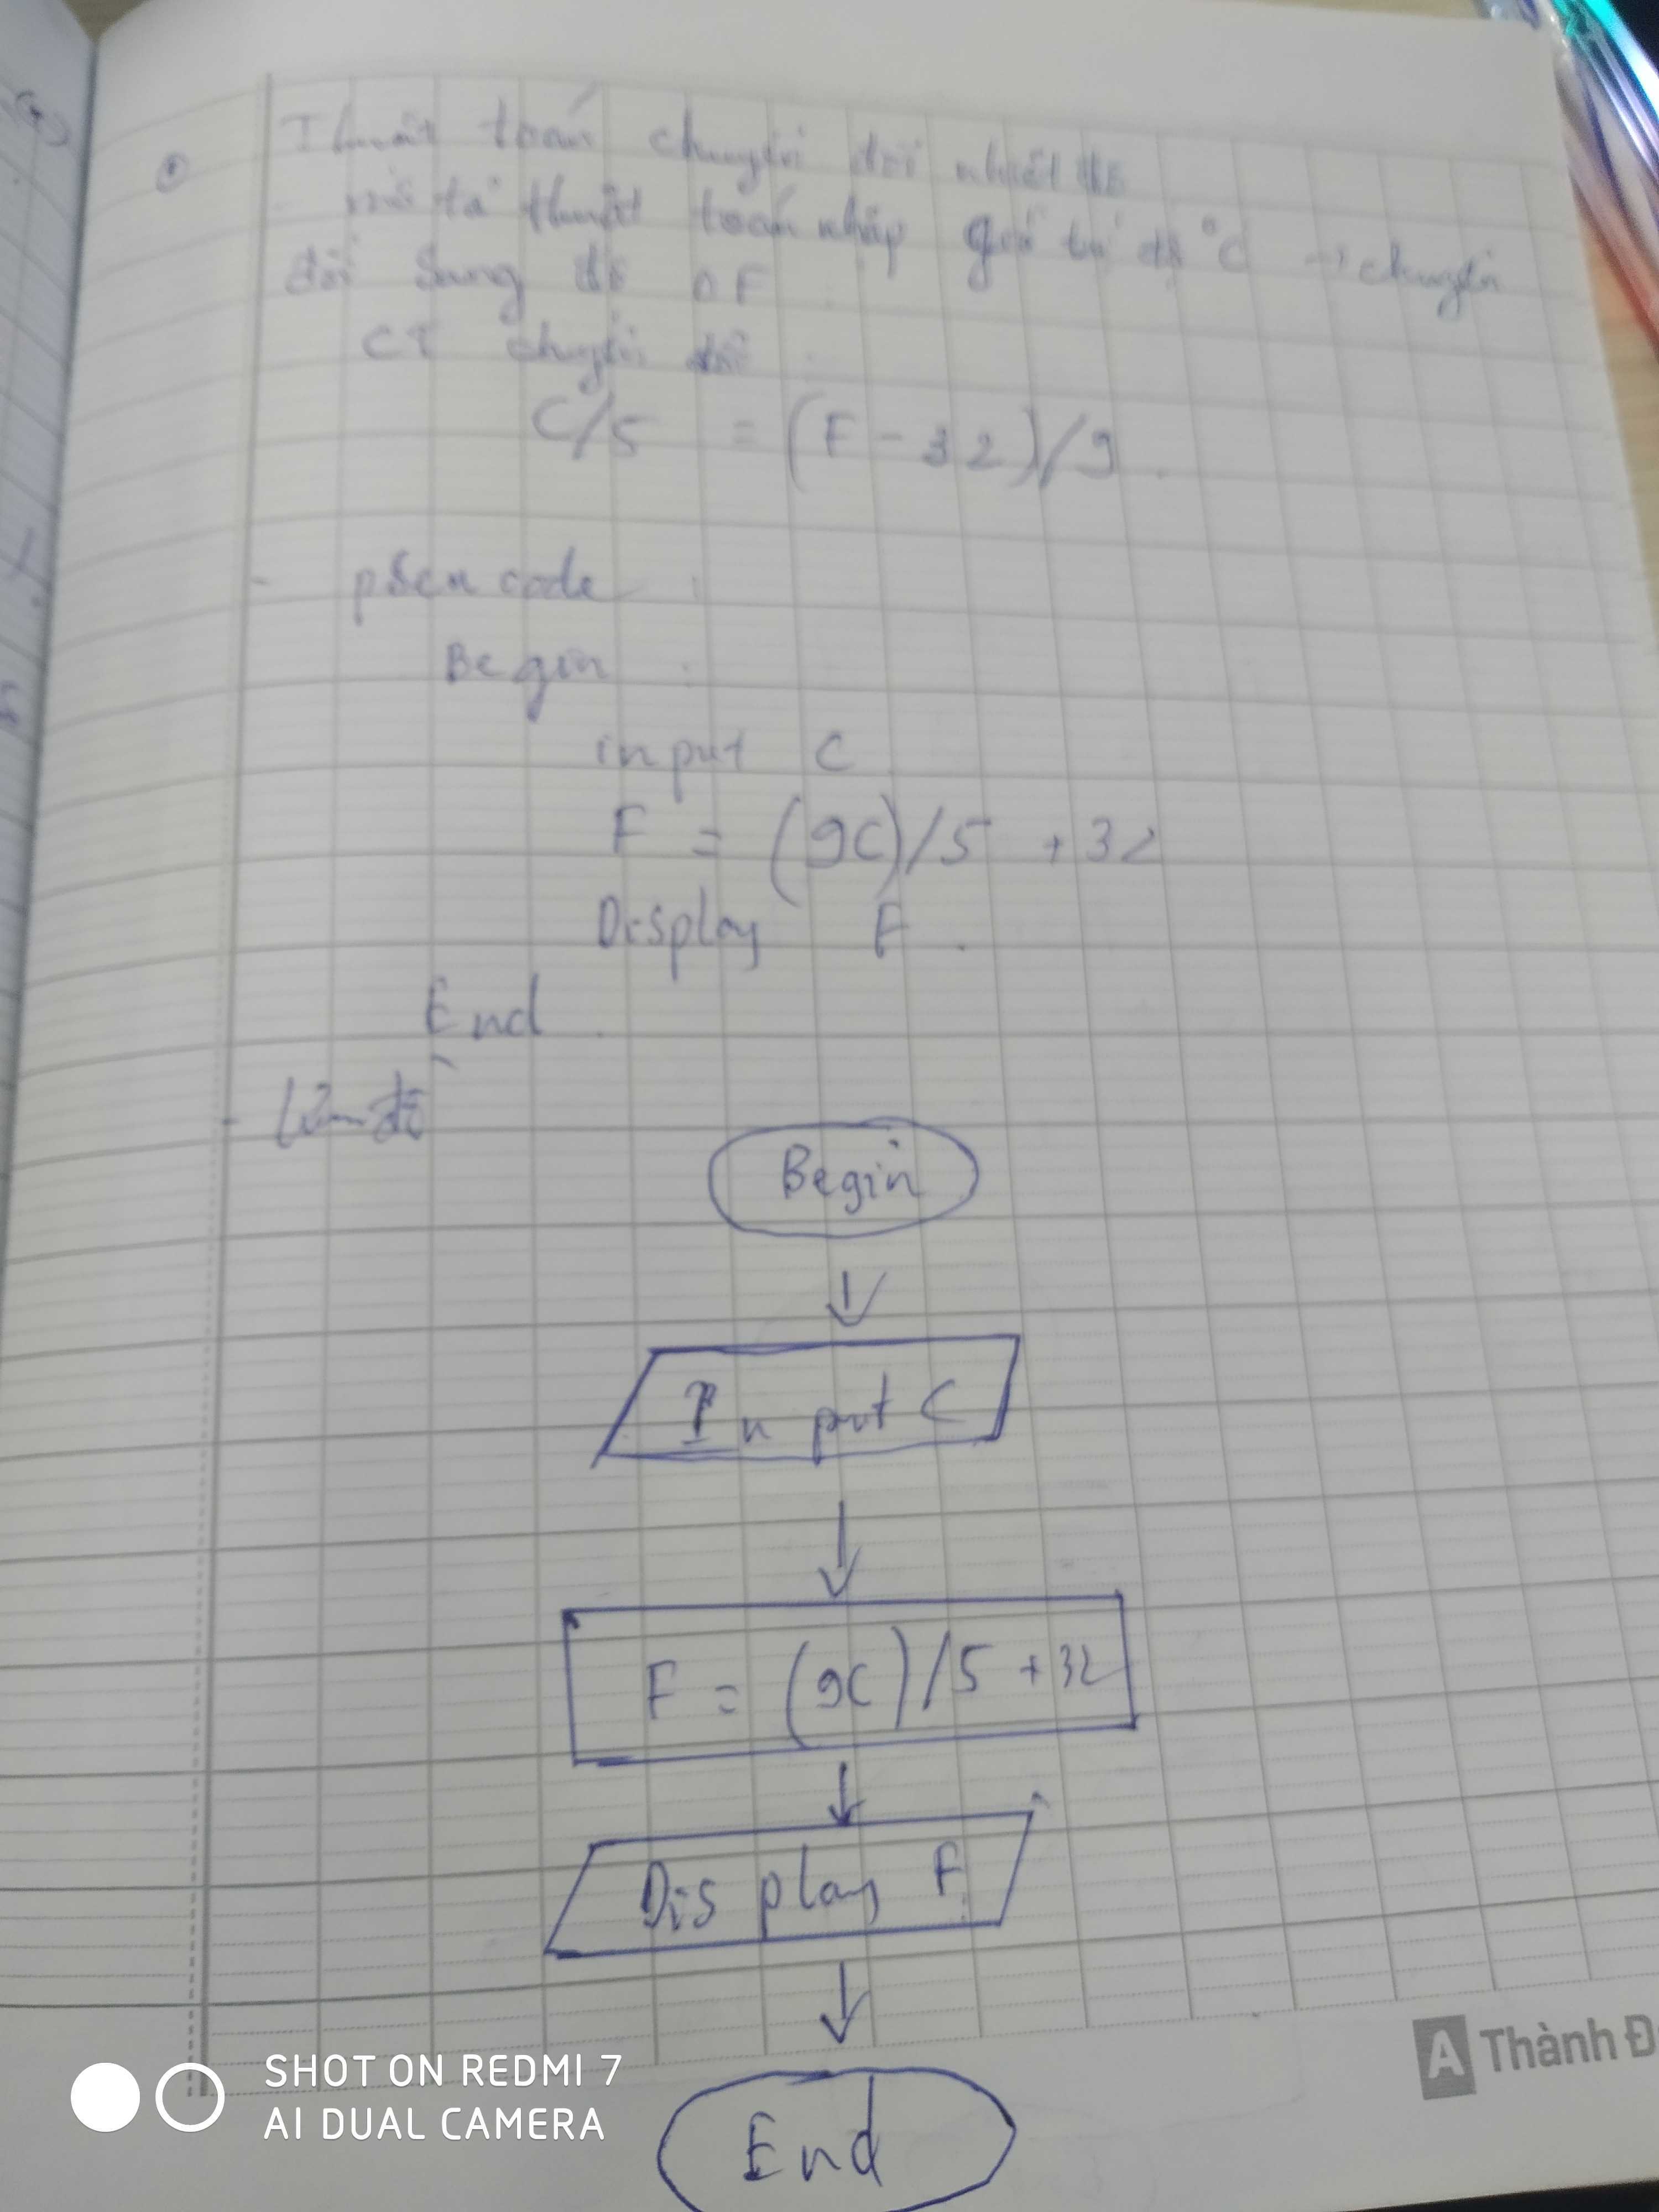 Thuật toán chuyển đổi nhiệt độ
mô tả thuật toán nhập giá trị độ °C → chuyển
đổi sang độ °F
CT chuyển đổi :
C/5 = (F - 32)/9.
- pseu code :
Begin :
input C
F = (9C)/5 + 32
Display F.
End.
- Lưu đồ
Begin
Input C
F = (9C)/5 + 32
Display F.
End
A Thành Đ
SHOT ON REDMI 7
AI DUAL CAMERA